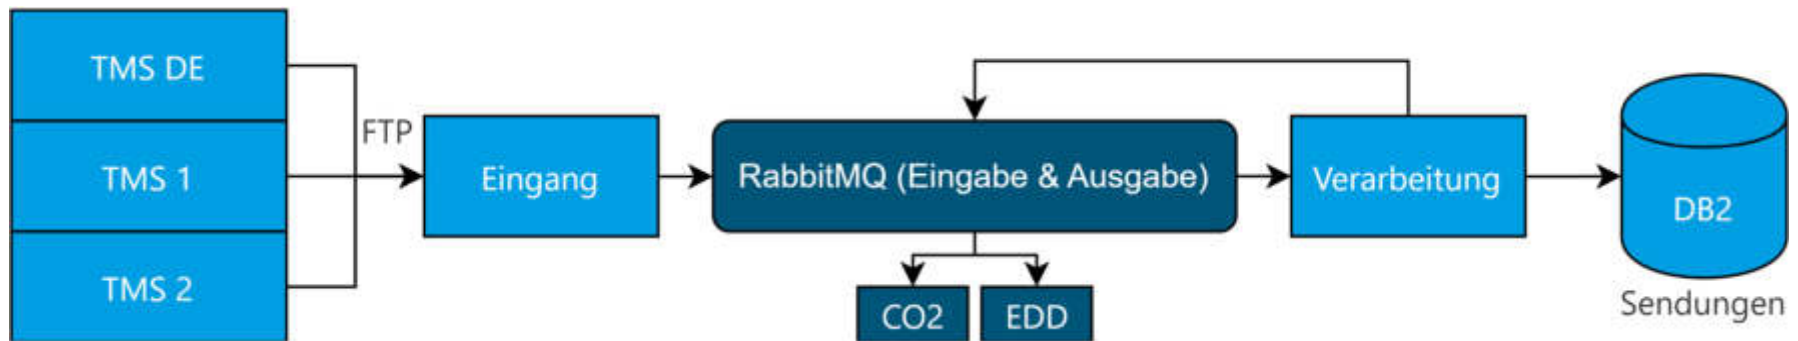 TMS DE
TMS 1
TMS 2
FTP
Eingang
RabbitMQ (Eingabe & Ausgabe)
CO2
EDD
Verarbeitung
DB2
Sendungen